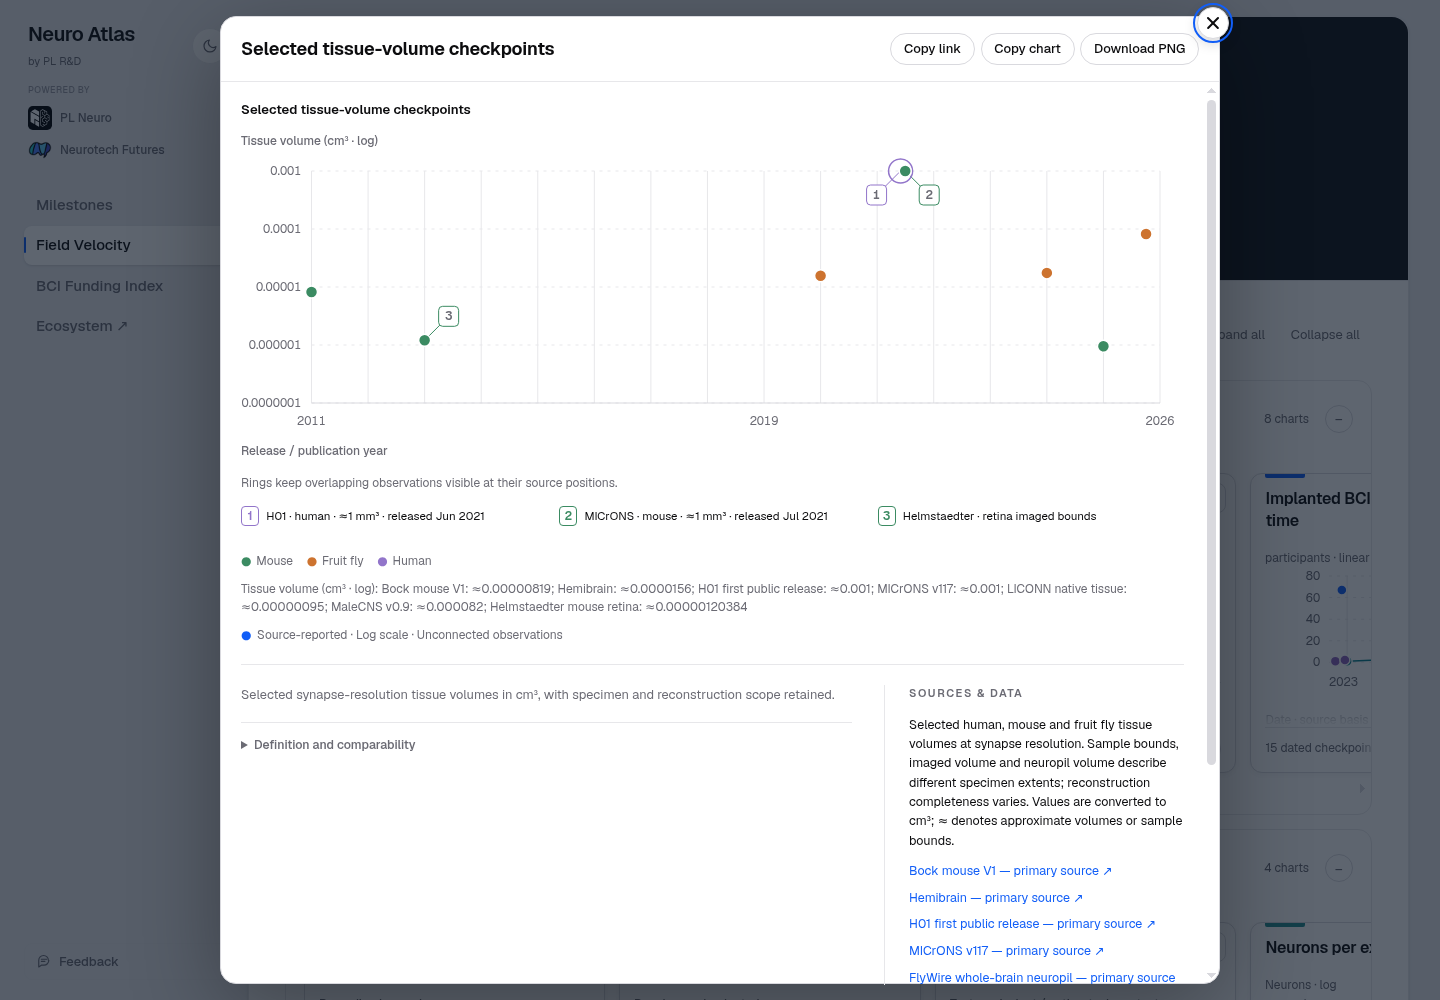 Neuro Atlas
by PL R&D
POWERED BY
PL Neuro
Neurotech Futures
Milestones
Field Velocity
BCI Funding Index
Ecosystem ↗
Feedback
Selected tissue-volume checkpoints
Copy link
Copy chart
Download PNG
Selected tissue-volume checkpoints
Tissue volume (cm³ · log)
0.001
0.0001
0.00001
0.000001
0.0000001
1
2
3
2011
2019
2026
Release / publication year
Rings keep overlapping observations visible at their source positions.
1 H01 · human · ≈1 mm³ · released Jun 2021
2 MICrONS · mouse · ≈1 mm³ · released Jul 2021
3 Helmstaedter · retina imaged bounds
Mouse
Fruit fly
Human
Tissue volume (cm³ · log): Bock mouse V1: ≈0.00000819; Hemibrain: ≈0.0000156; H01 first public release: ≈0.001; MICrONS v117: ≈0.001; LICONN native tissue:
≈0.00000095; MaleCNS v0.9: ≈0.000082; Helmstaedter mouse retina: ≈0.00000120384
Source-reported · Log scale · Unconnected observations
Selected synapse-resolution tissue volumes in cm³, with specimen and reconstruction scope retained.
Definition and comparability
SOURCES & DATA
Selected human, mouse and fruit fly tissue
volumes at synapse resolution. Sample bounds,
imaged volume and neuropil volume describe
different specimen extents; reconstruction
completeness varies. Values are converted to
cm³; ≈ denotes approximate volumes or sample
bounds.
Bock mouse V1 — primary source ↗
Hemibrain — primary source ↗
H01 first public release — primary source ↗
MICrONS v117 — primary source ↗
FlyWire whole-brain neuropil — primary source
all
Collapse all
8 charts
Implanted BCI
time
participants · linear
80
60
40
20
0
2023
Date · source basis
15 dated
4 charts
Neurons per
Neurons · log